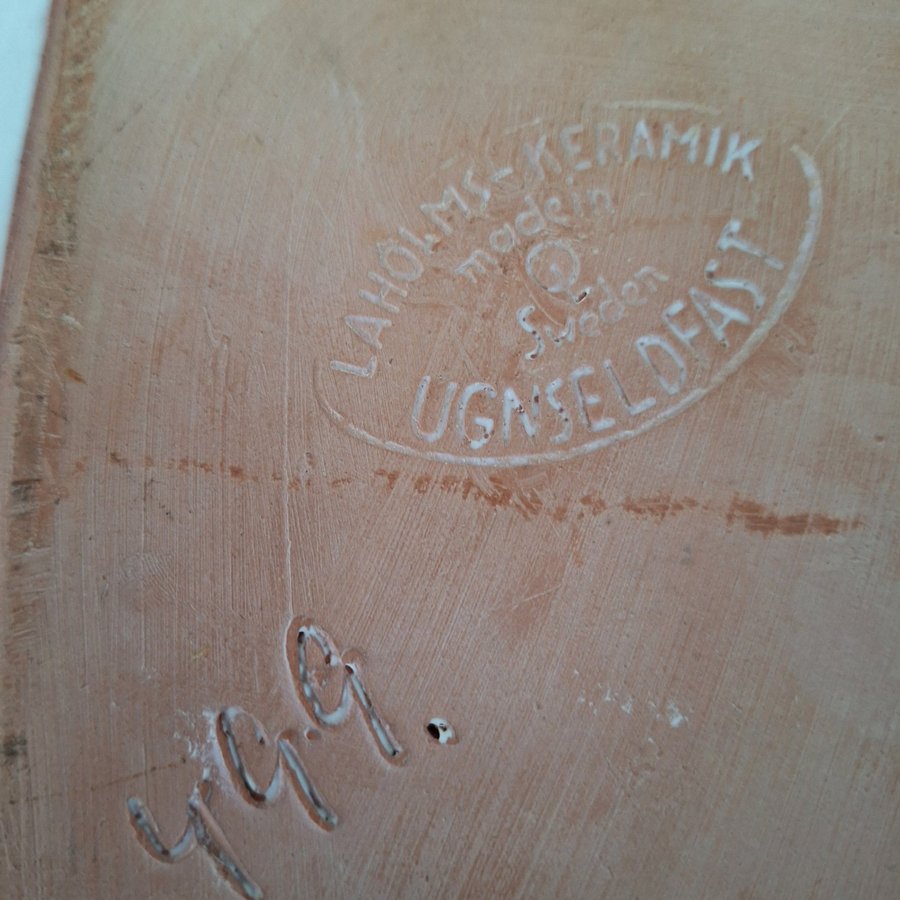 LAHOLMS-KERAMIK
made in
Sweden
UGNSELDFAST
499.